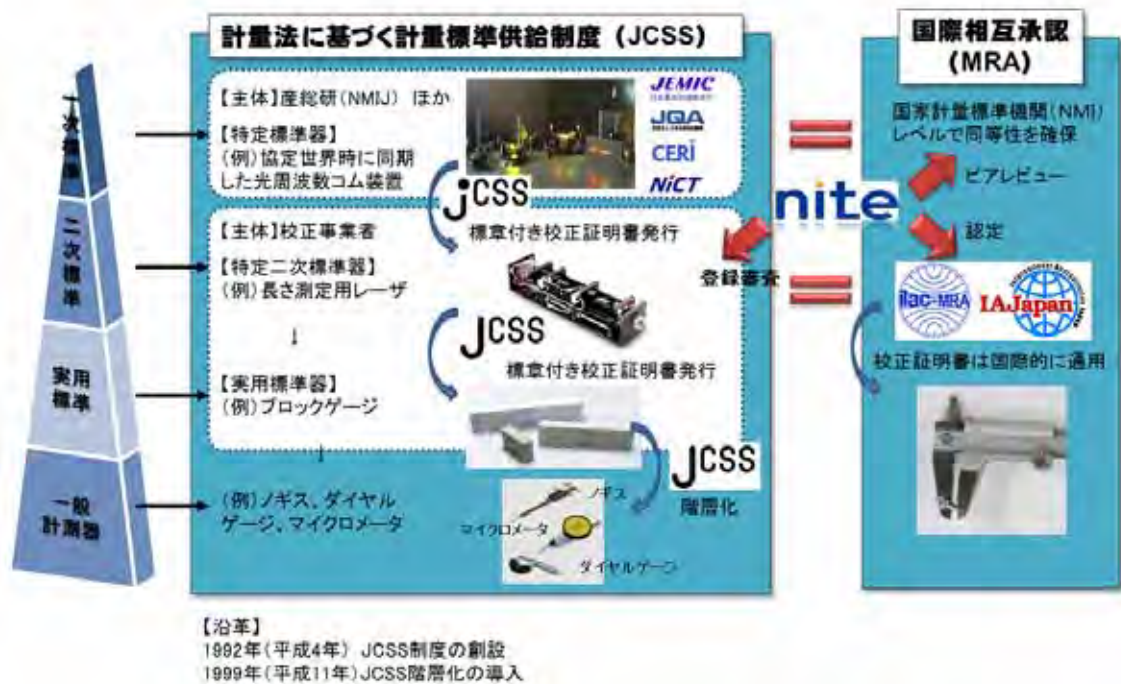 計量法に基づく計量標準供給制度 (JCSS)
国際相互承認
(MRA)
一次標準
二次標準
実用
標準
一般
計測器
【主体】産総研(NMIJ) ほか
【特定標準器】
(例)協定世界時に同期
した光周波数コム装置
JEMIC
JQA
CERI
NiCT
jCSS
標章付き校正証明書発行
【主体】校正事業者
【特定二次標準器】
(例)長さ測定用レーザ
↓
JCSS
標章付き校正証明書発行
【実用標準器】
(例)ブロックゲージ
↓
JCSS
階層化
(例)ノギス、ダイヤル
ゲージ、マイクロメータ
ノギス
マイクロメータ
ダイヤルゲージ
nite
登録審査
国家計量標準機関(NMI)
レベルで同等性を確保
ピアレビュー
認定
ilac-MRA
IAJapan
校正証明書は国際的に通用
【沿革】
1992年(平成4年) JCSS制度の創設
1999年(平成11年)JCSS階層化の導入